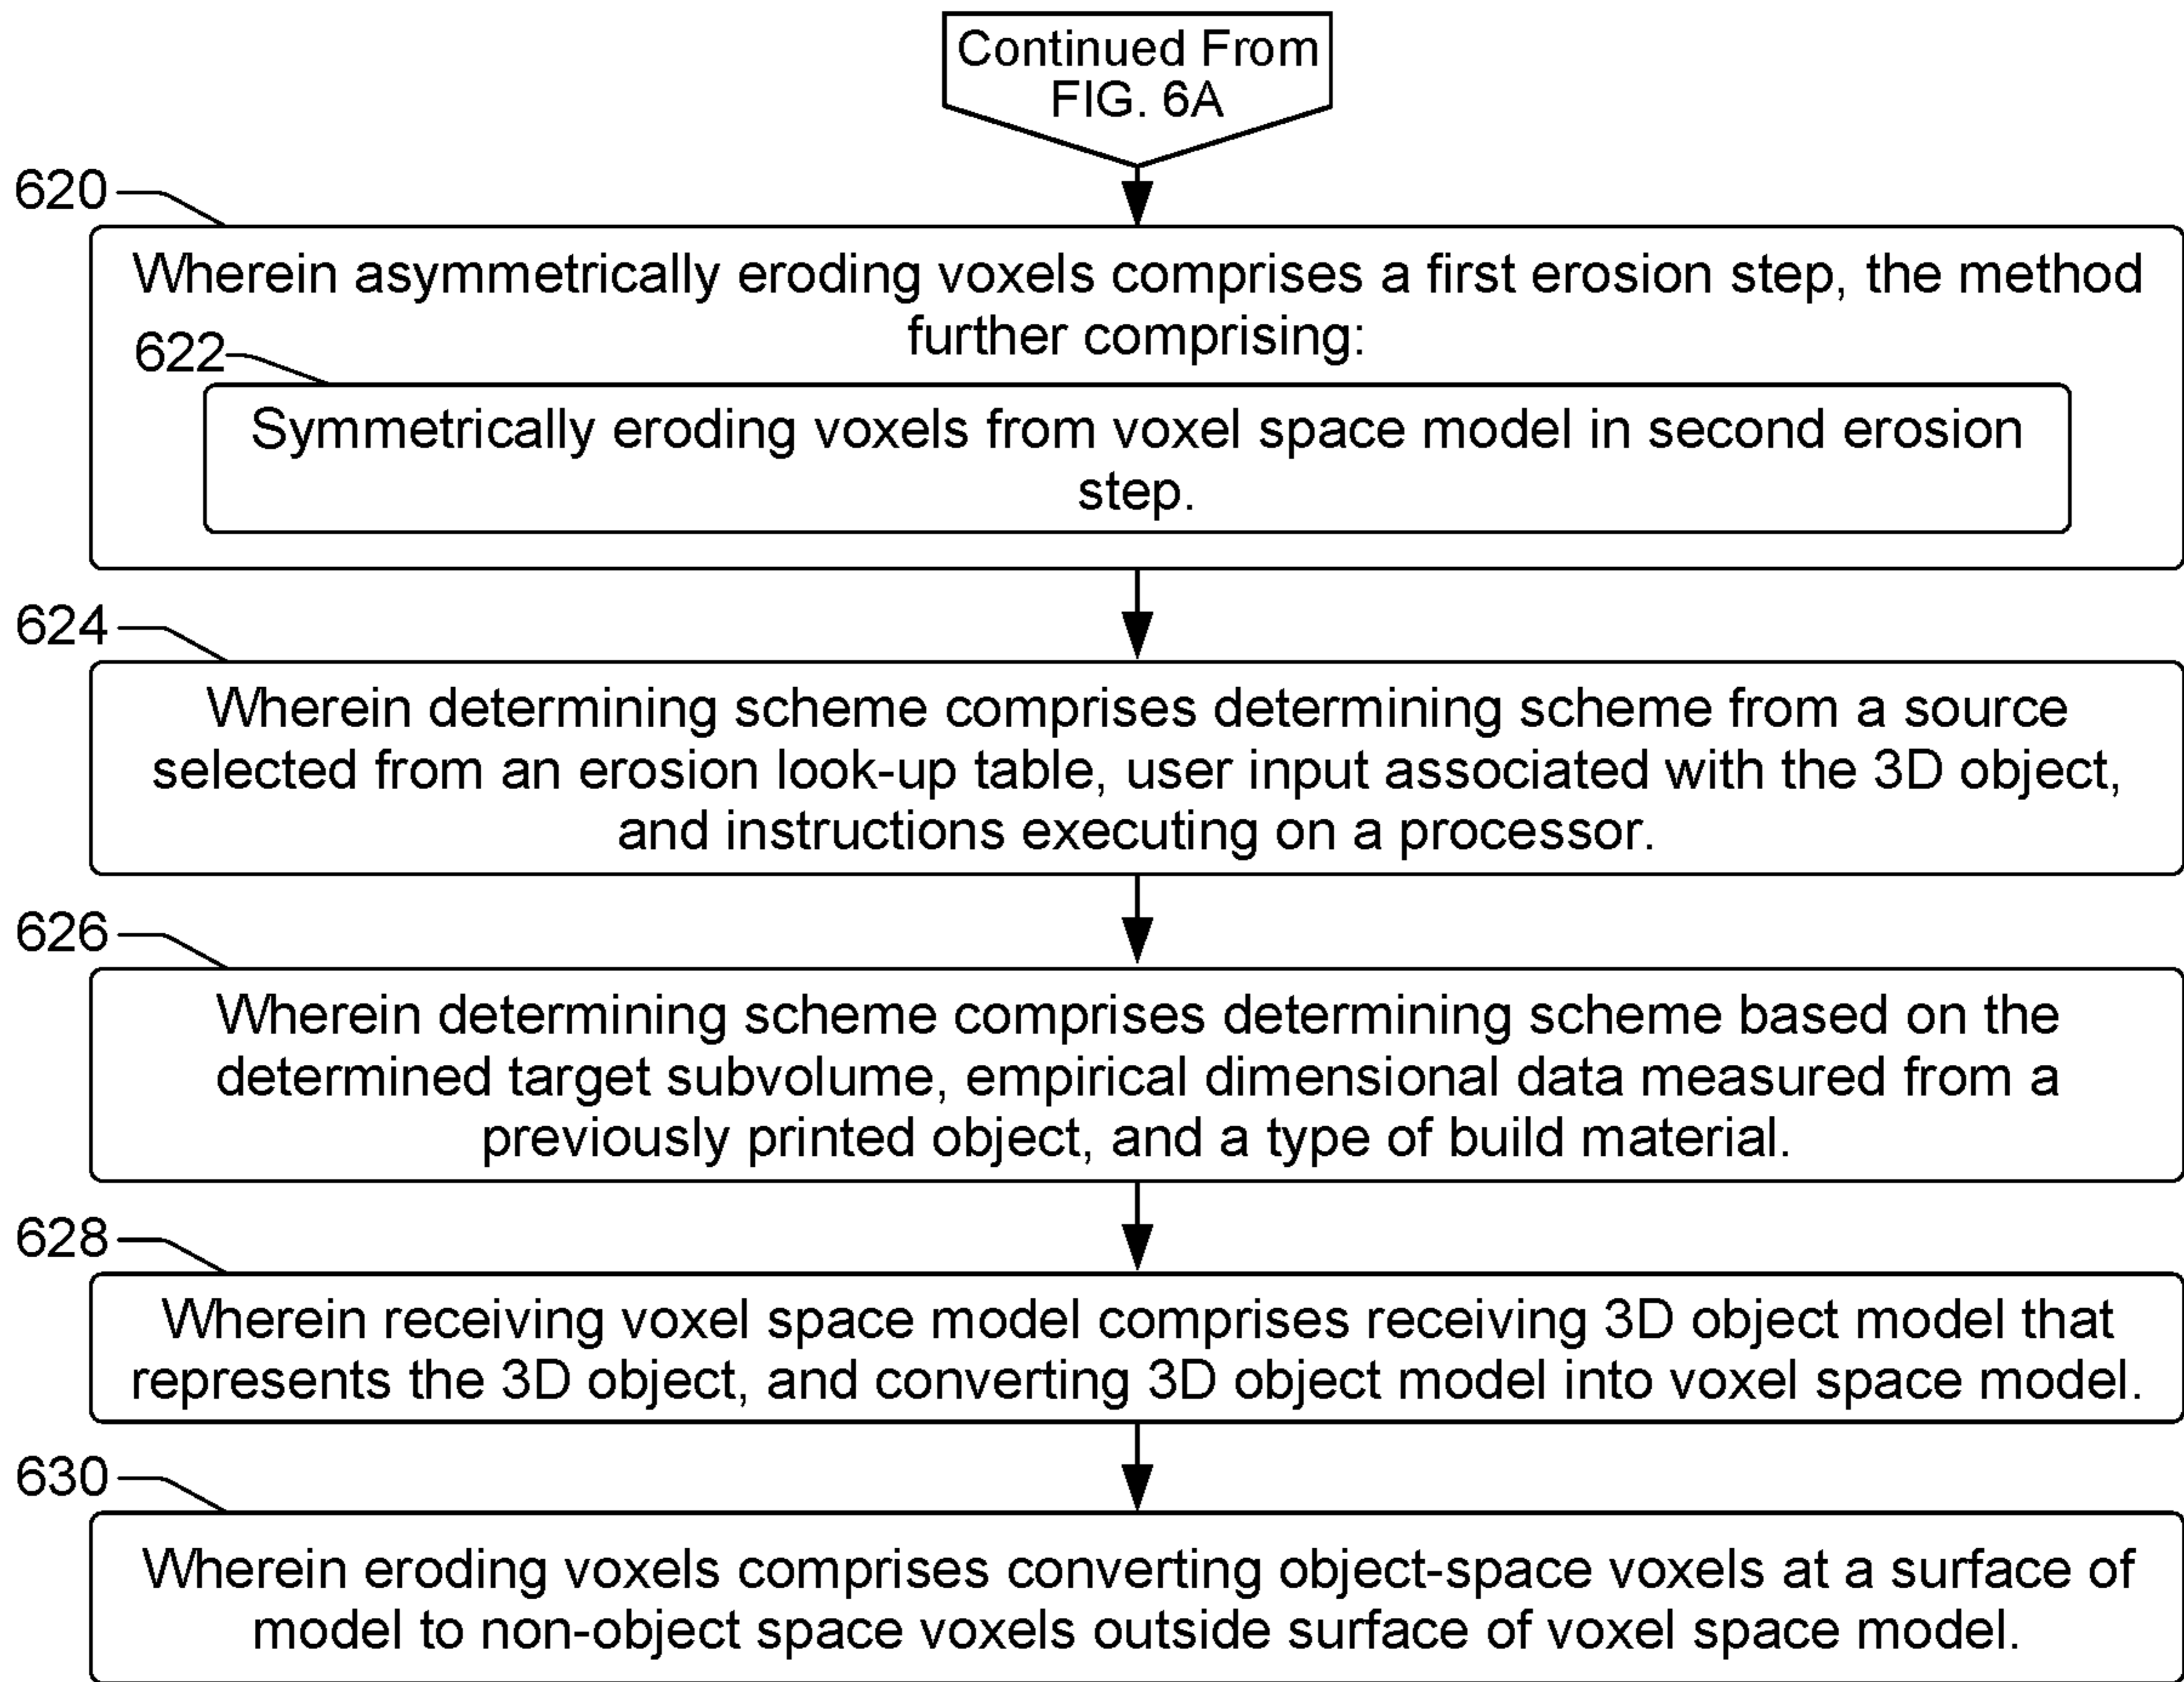 Continued From
FIG. 6A
620
Wherein asymmetrically eroding voxels comprises a first erosion step, the method
further comprising:
622
Symmetrically eroding voxels from voxel space model in second erosion
step.
624
Wherein determining scheme comprises determining scheme from a source
selected from an erosion look-up table, user input associated with the 3D object,
and instructions executing on a processor.
626
Wherein determining scheme comprises determining scheme based on the
determined target subvolume, empirical dimensional data measured from a
previously printed object, and a type of build material.
628
Wherein receiving voxel space model comprises receiving 3D object model that
represents the 3D object, and converting 3D object model into voxel space model.
630
Wherein eroding voxels comprises converting object-space voxels at a surface of
model to non-object space voxels outside surface of voxel space model.